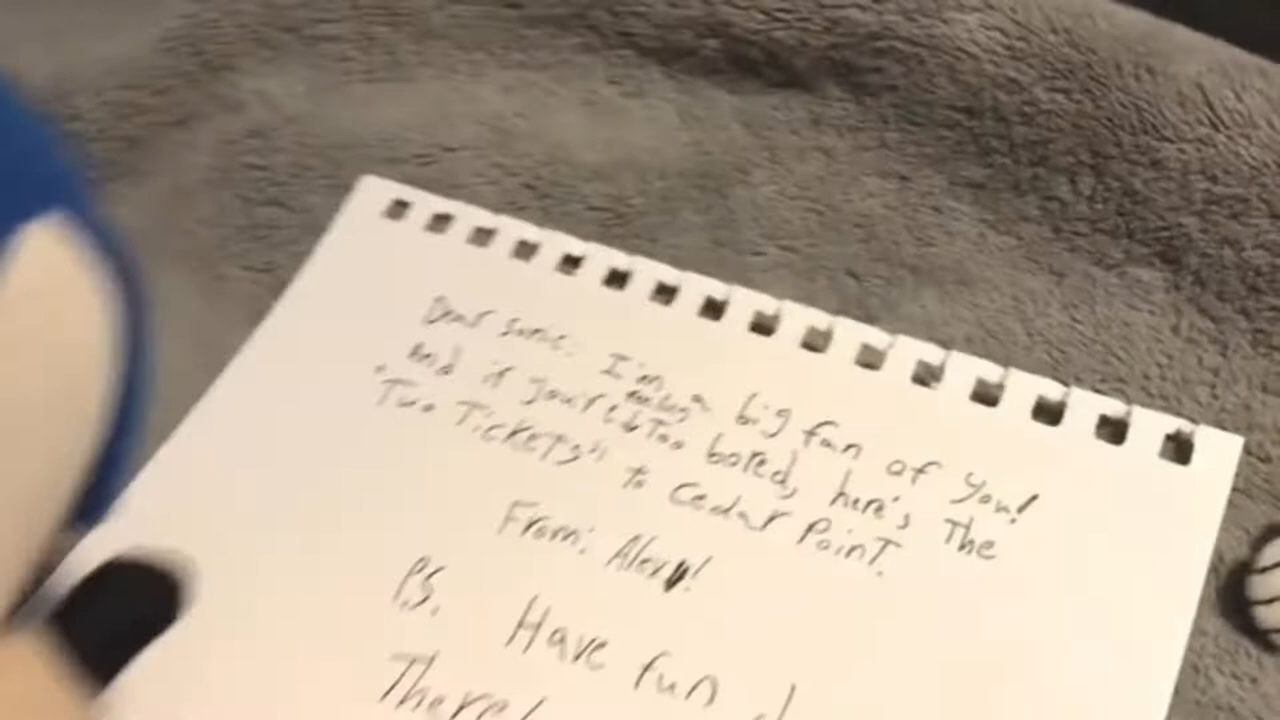 Dear Sonic: I'm a big fan of you!
and if you're too bored, here's The
"Two Tickets" to Cedar Point.
From: Alex!
P.S. Have fun
There!